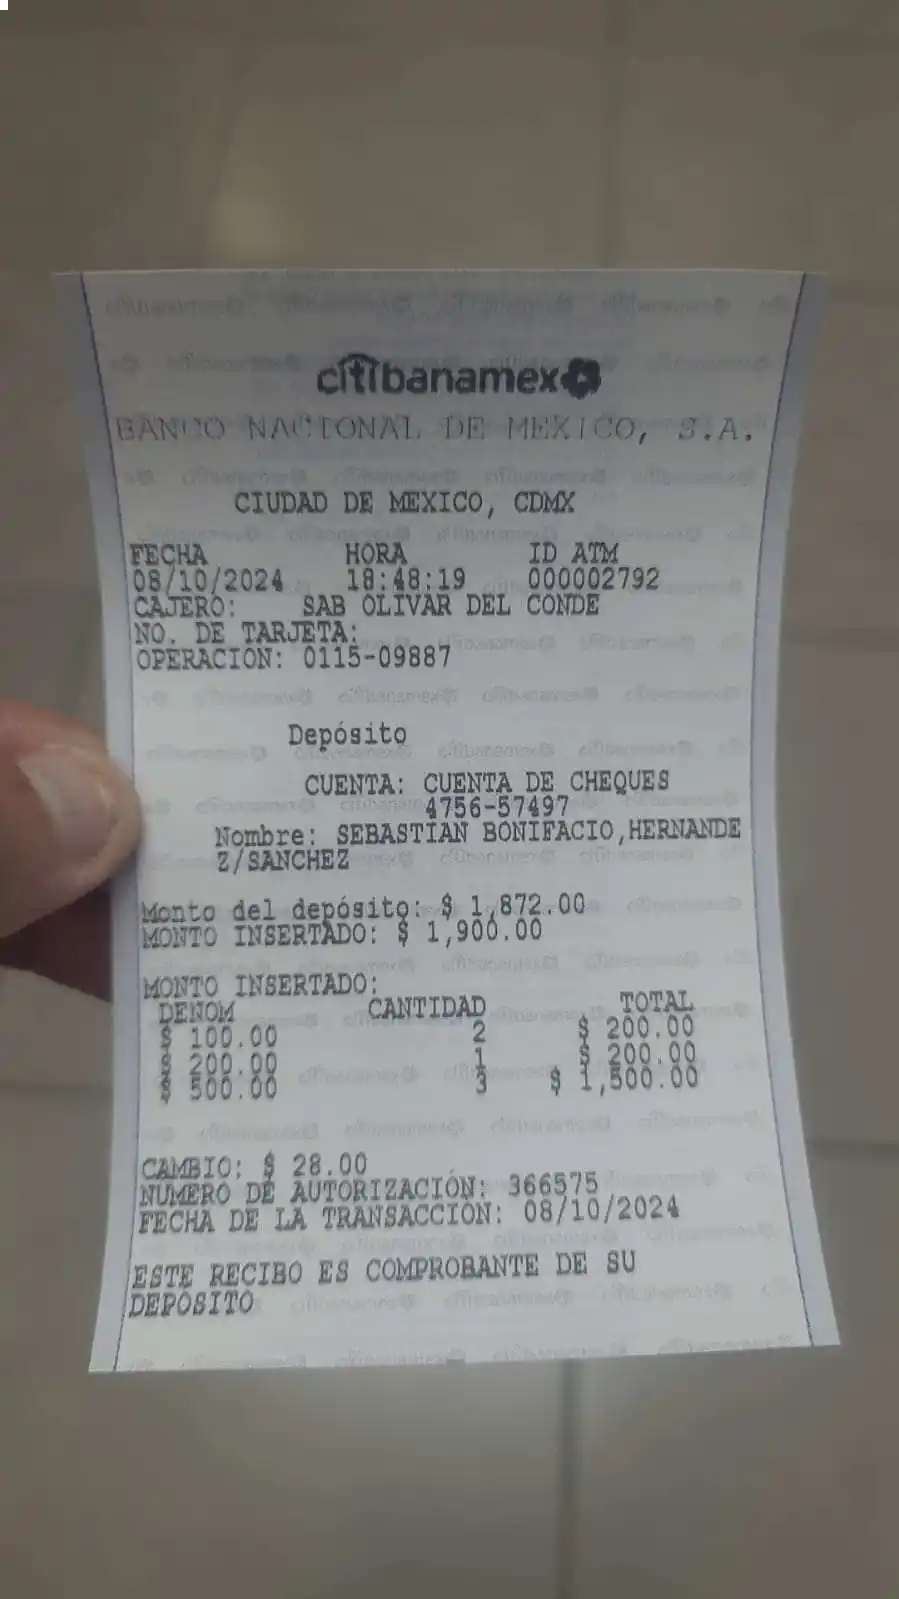 citibanamex
BANCO NACIONAL DE MEXICO, S.A.
CIUDAD DE MEXICO, CDMX
FECHA HORA ID ATM
08/10/2024 18:48:19 000002792
CAJERO: SAB OLIVAR DEL CONDE
NO. DE TARJETA:
OPERACION: 0115-09887
Depósito
CUENTA: CUENTA DE CHEQUES
4756-57497
Nombre: SEBASTIAN BONIFACIO,HERNANDE
Z/SANCHEZ
Monto del depósito: $ 1,872.00
MONTO INSERTADO: $ 1,900.00
MONTO INSERTADO:
DENOM CANTIDAD TOTAL
$ 100.00 2 $ 200.00
$ 200.00 1 $ 200.00
$ 500.00 3 $ 1,500.00
CAMBIO: $ 28.00
NUMERO DE AUTORIZACIÓN: 366575
FECHA DE LA TRANSACCION: 08/10/2024
ESTE RECIBO ES COMPROBANTE DE SU
DEPOSITO